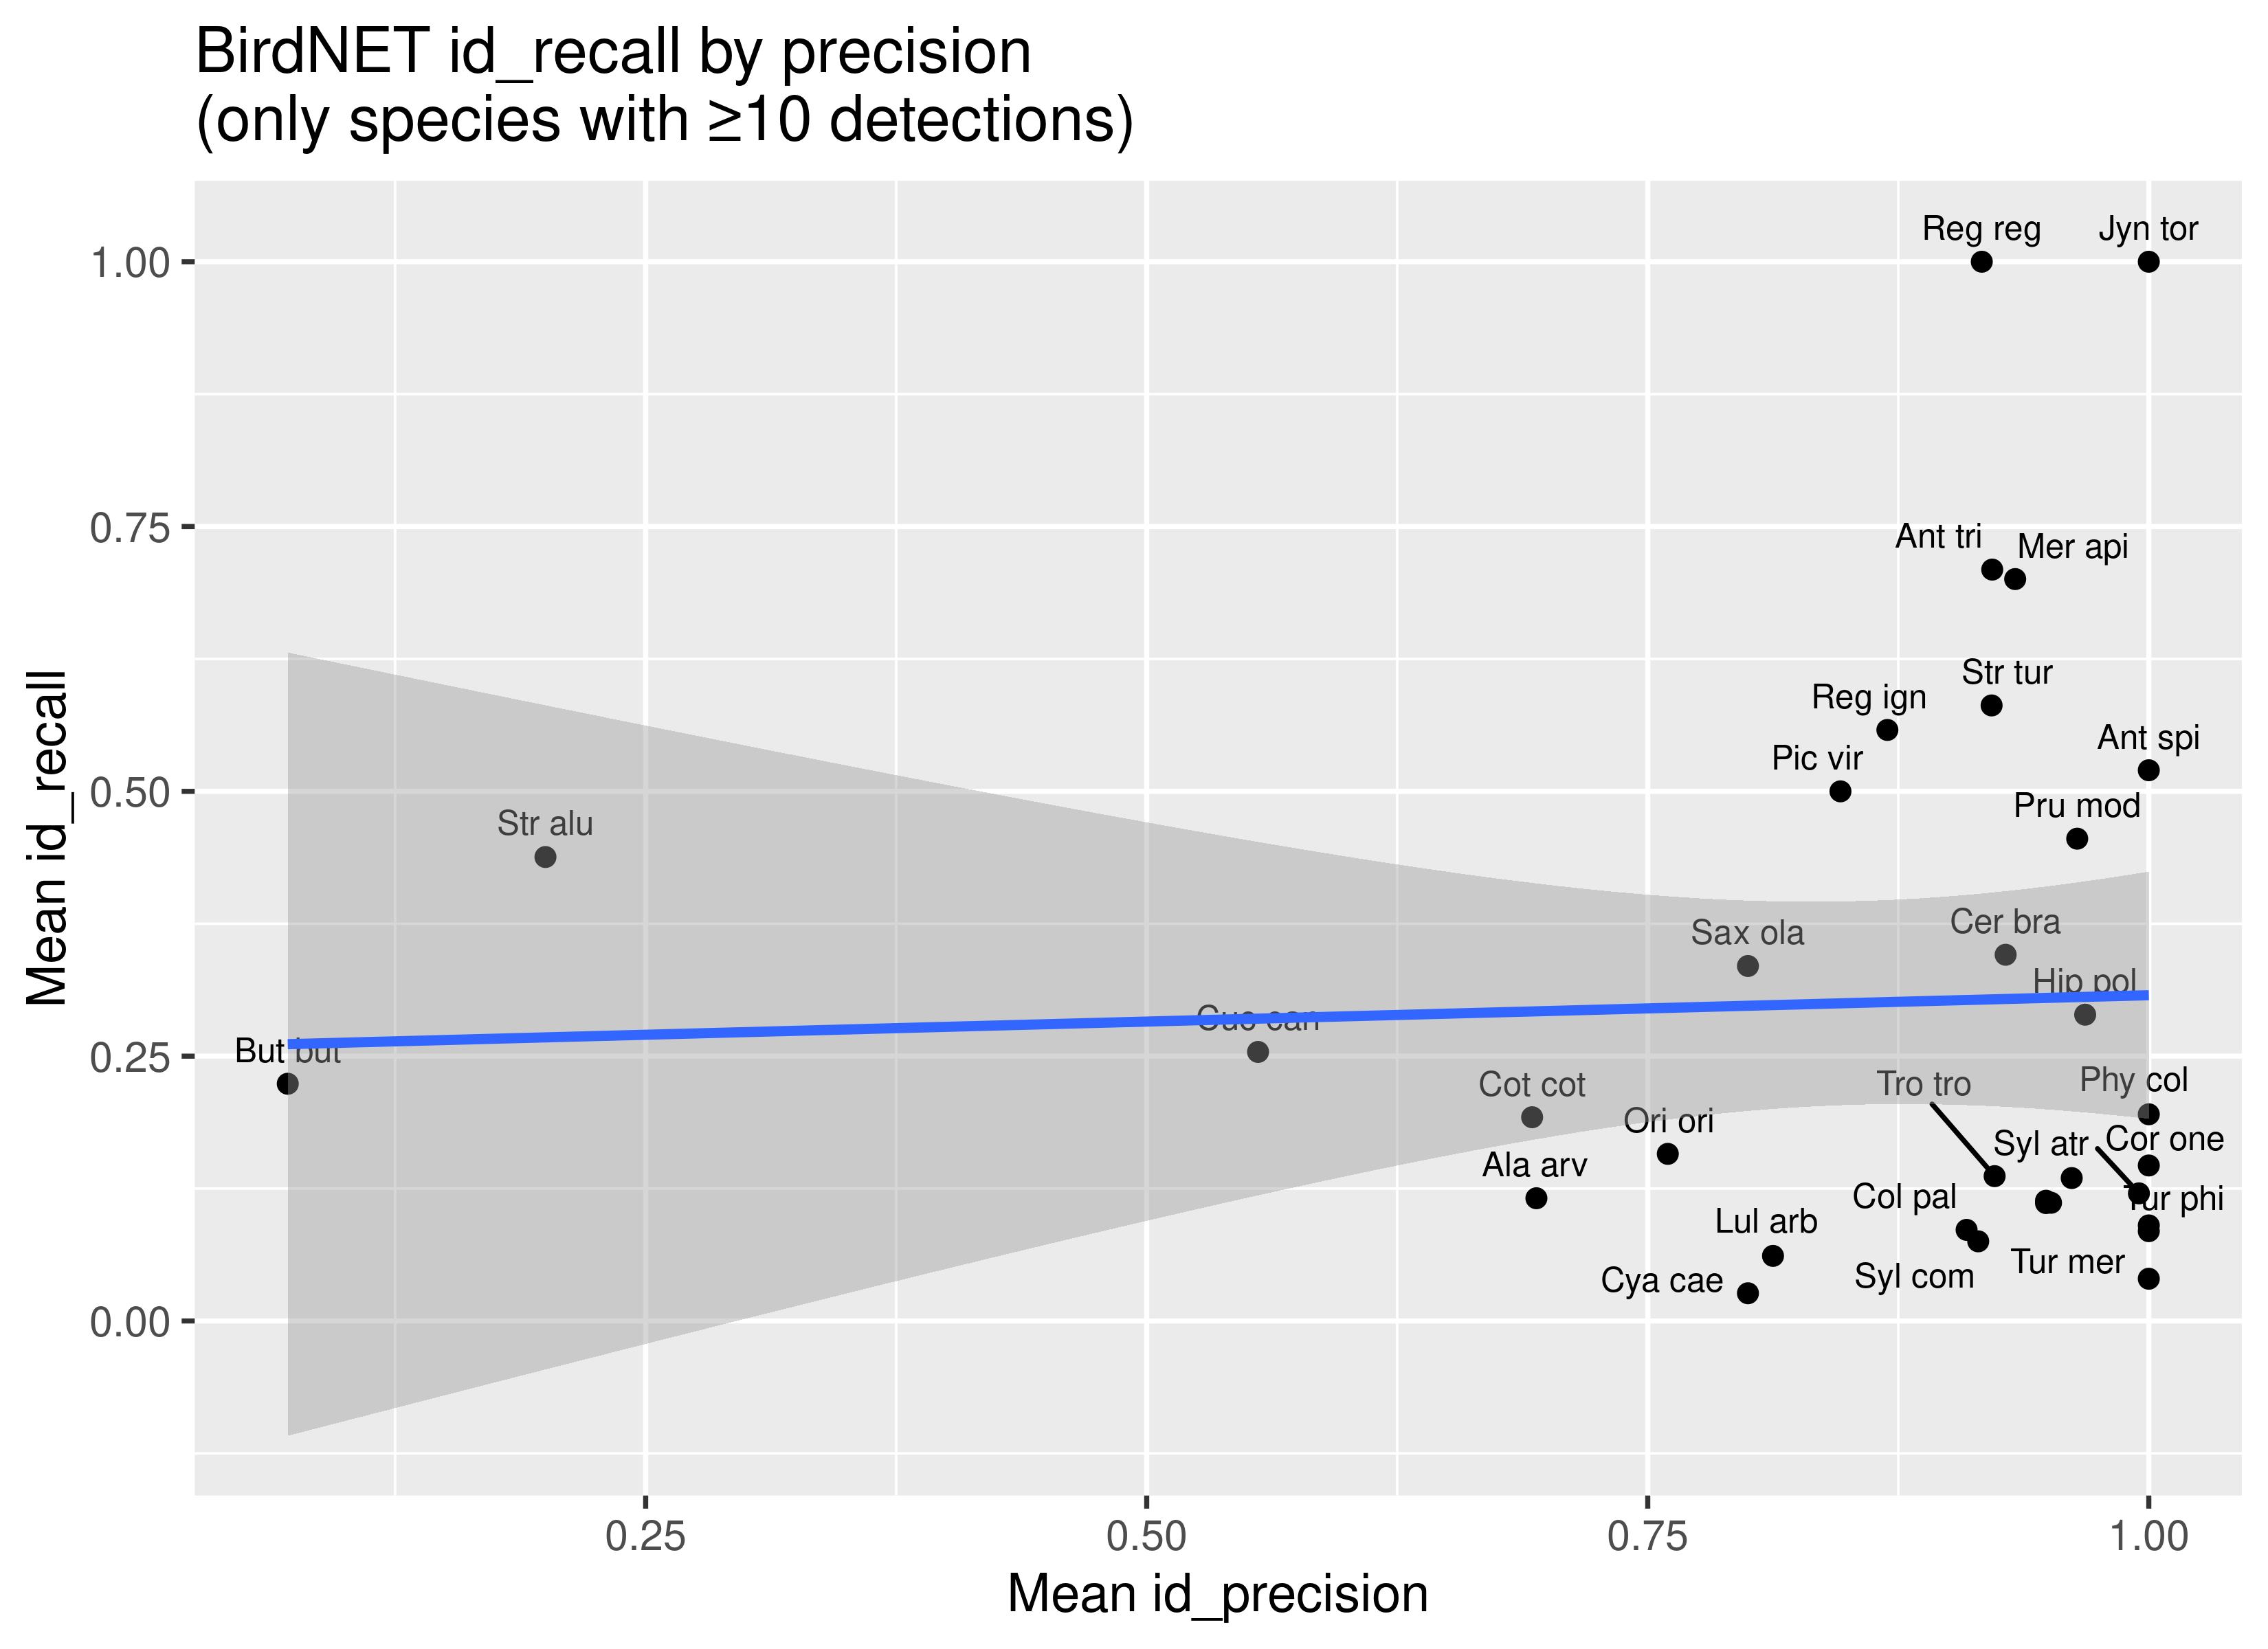 BirdNET id_recall by precision
(only species with ≥10 detections)
Mean id_recall
1.00
0.75
0.50
0.25
0.00
Reg reg
Jyn tor
Ant tri
Mer api
Str tur
Reg ign
Ant spi
Pic vir
Pru mod
Str alu
Cer bra
Sax ola
Hip pol
Cuc can
But but
Cot cot
Tro tro
Phy col
Ori ori
Syl atr
Cor one
Ala arv
Col pal
Tur phi
Lul arb
Tur mer
Syl com
Cya cae
0.25
0.50
0.75
1.00
Mean id_precision